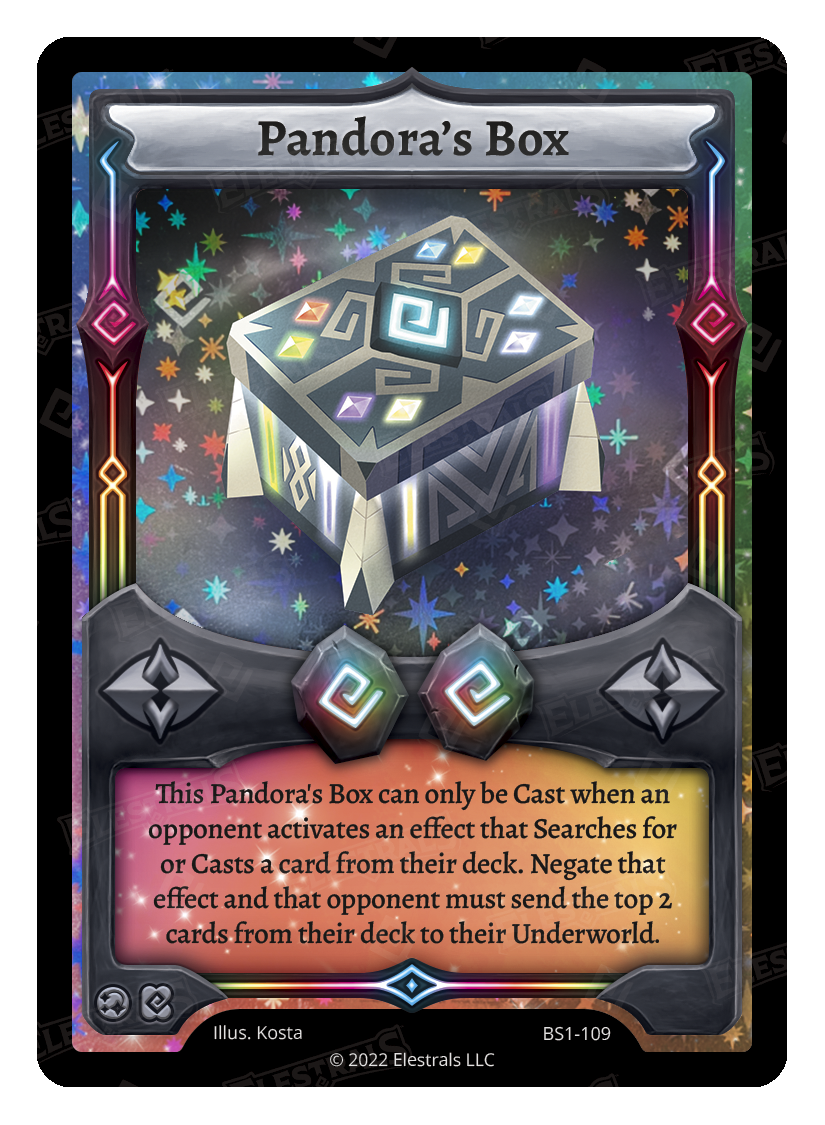 Pandora’s Box
This Pandora's Box can only be Cast when an
opponent activates an effect that Searches for
or Casts a card from their deck. Negate that
effect and that opponent must send the top 2
cards from their deck to their Underworld.
Illus. Kosta
BS1-109
© 2022 Elestrals LLC